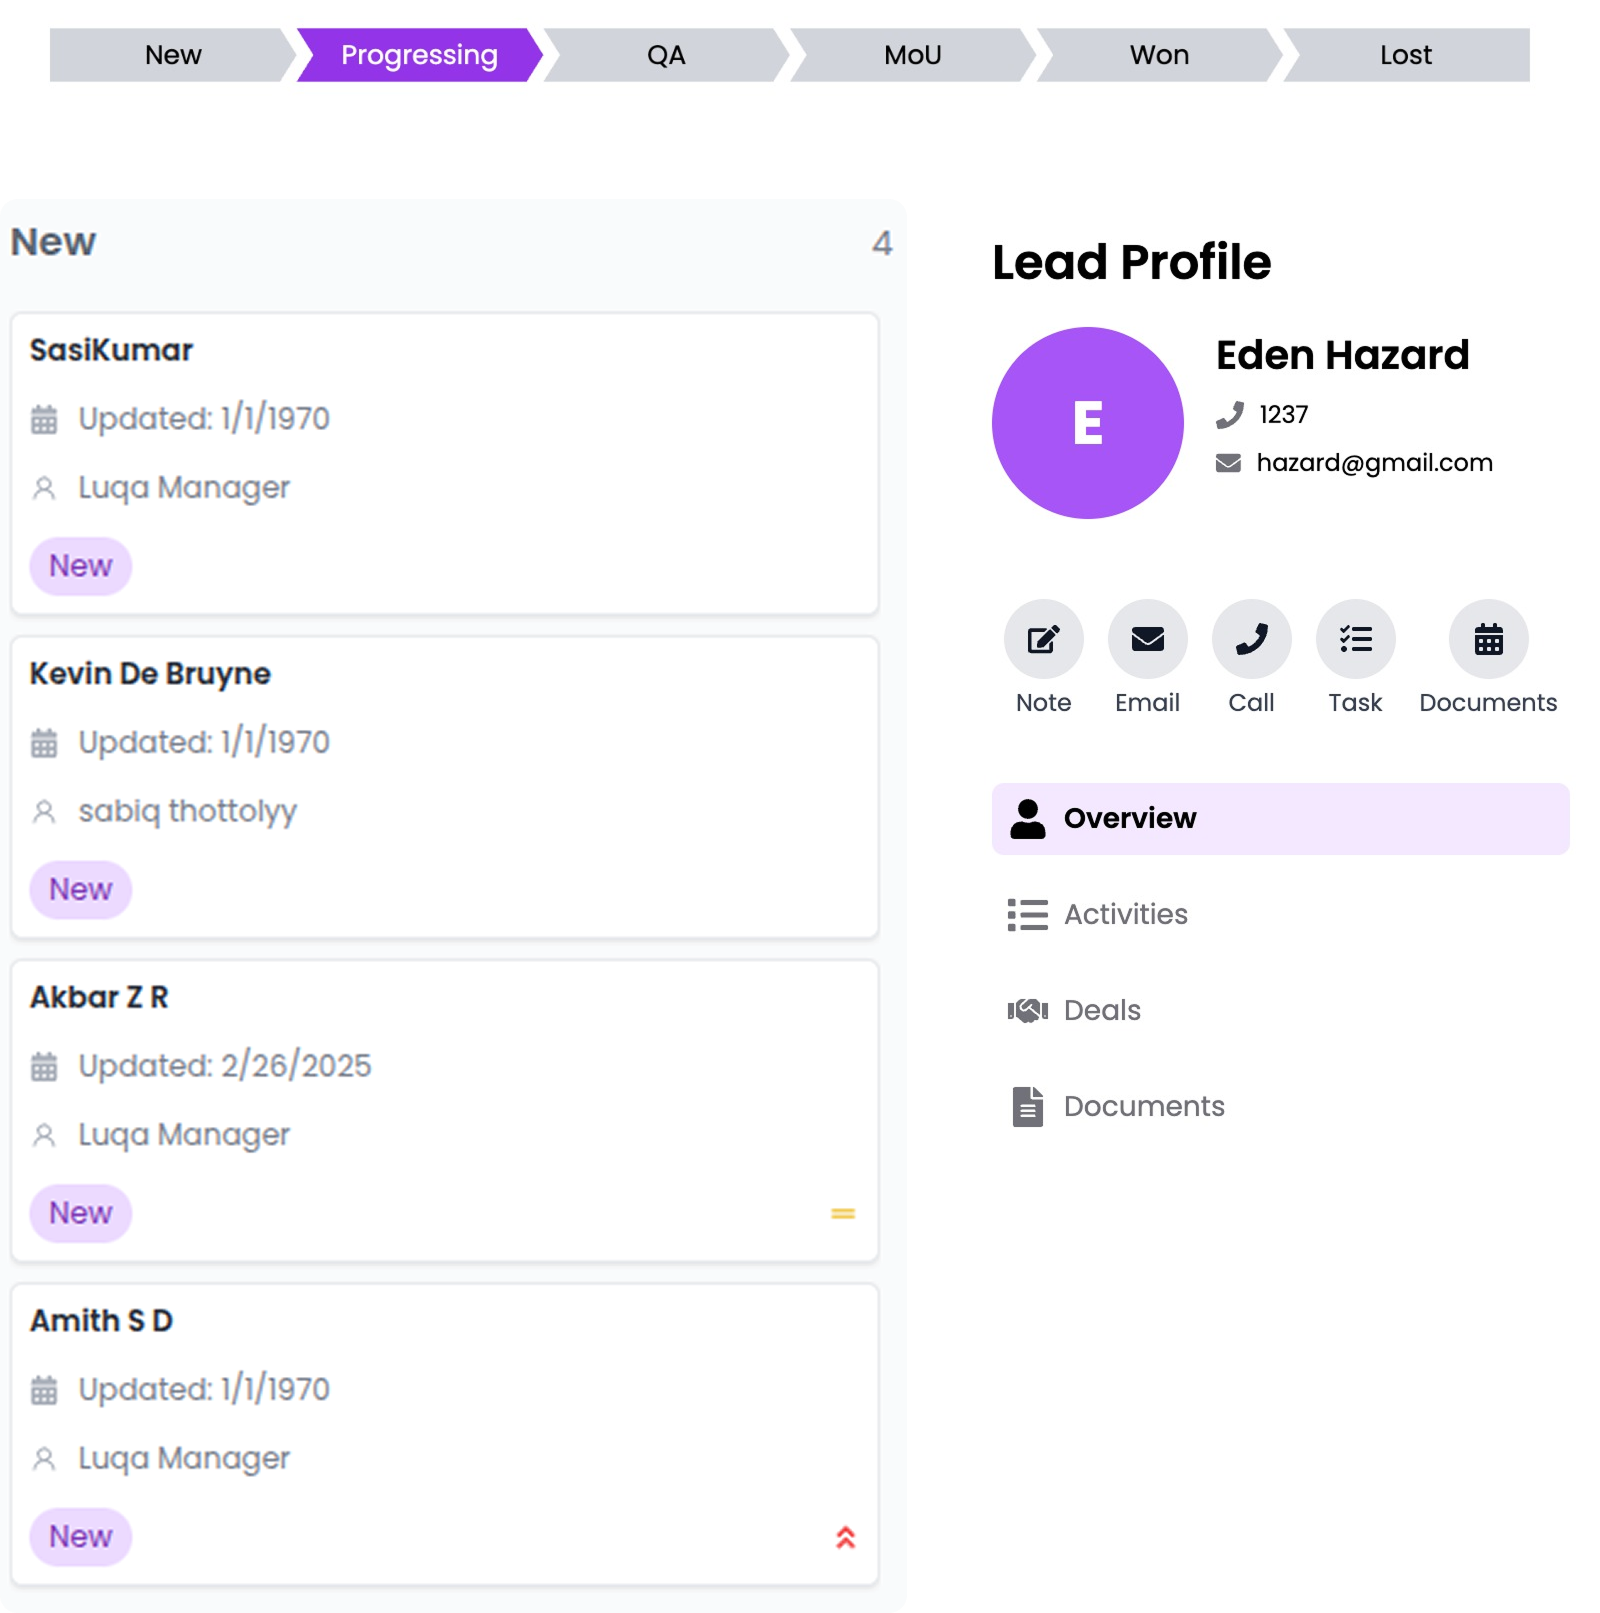 New
Progressing
QA
MoU
Won
Lost
New
4
SasiKumar
Updated: 1/1/1970
Luqa Manager
New
Kevin De Bruyne
Updated: 1/1/1970
sabiq thottolyy
New
Akbar Z R
Updated: 2/26/2025
Luqa Manager
New
Amith S D
Updated: 1/1/1970
Luqa Manager
New
Lead Profile
E
Eden Hazard
1237
hazard@gmail.com
Note
Email
Call
Task
Documents
Overview
Activities
Deals
Documents